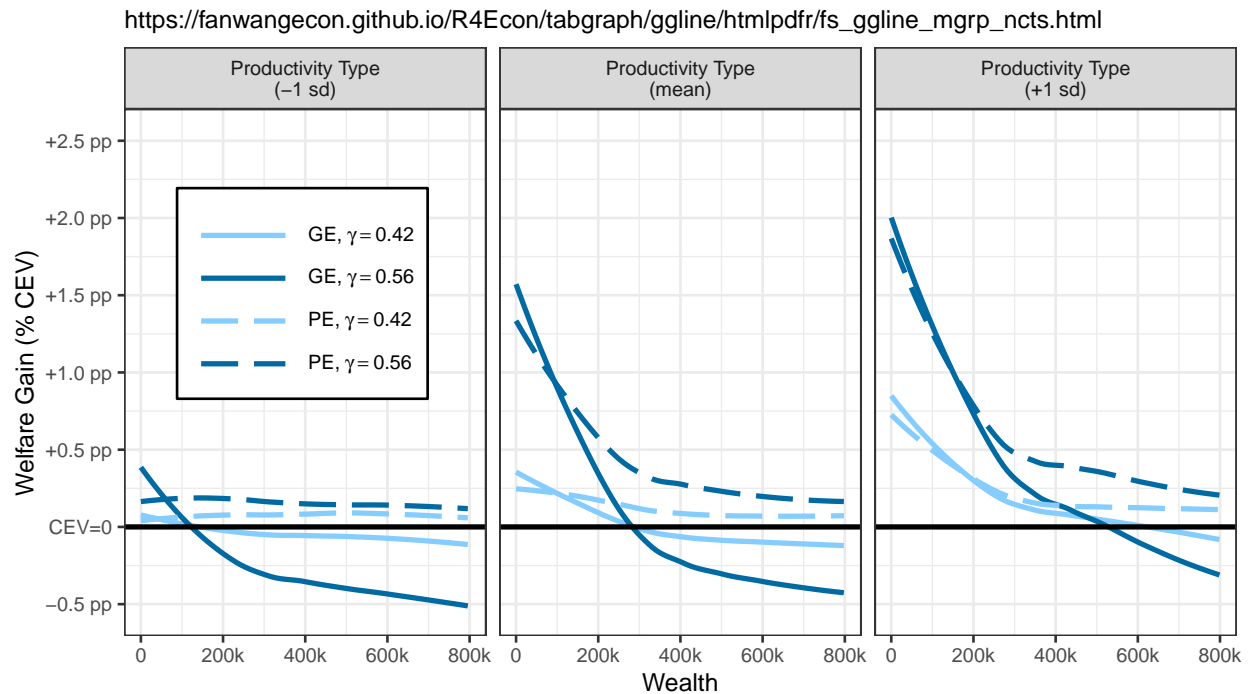 https://fanwangecon.github.io/R4Econ/tabgraph/ggline/htmlpdfr/fs_ggline_mgrp_ncts.html
Productivity Type
(−1 sd)
Productivity Type
(mean)
Productivity Type
(+1 sd)
Welfare Gain (% CEV)
+2.5 pp
+2.0 pp
+1.5 pp
+1.0 pp
+0.5 pp
CEV=0
−0.5 pp
GE, γ = 0.42
GE, γ = 0.56
PE, γ = 0.42
PE, γ = 0.56
0 200k 400k 600k 800k
0 200k 400k 600k 800k
0 200k 400k 600k 800k
Wealth